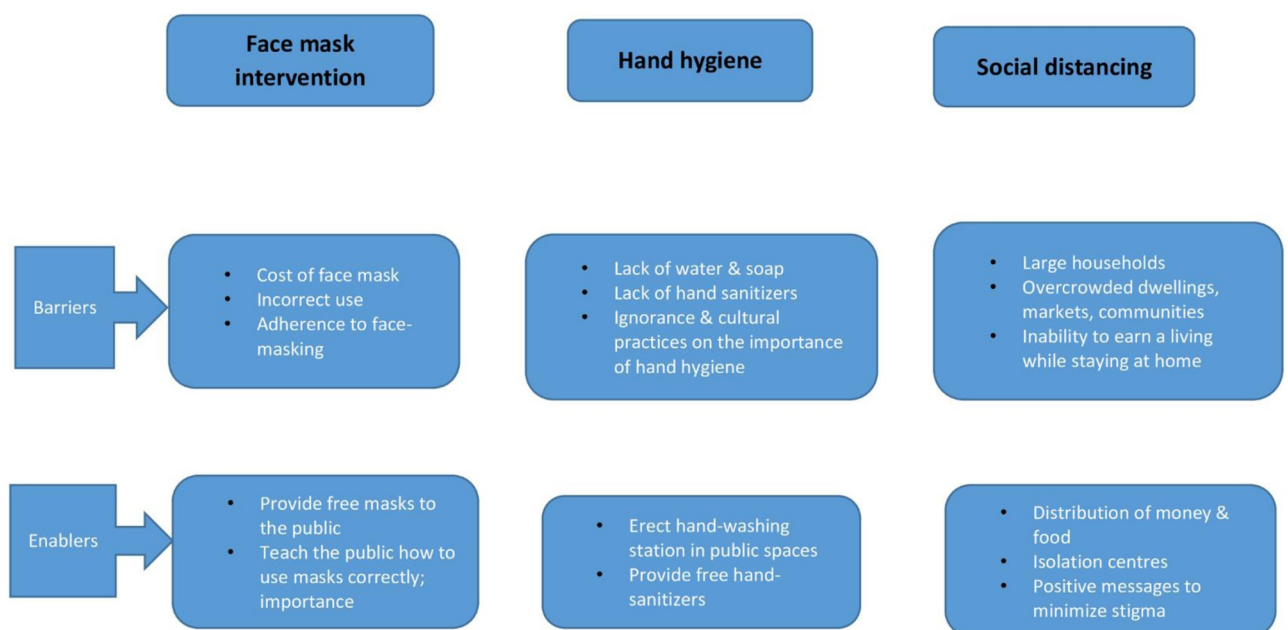 Face mask
intervention
Hand hygiene
Social distancing
Barriers
• Cost of face mask
• Incorrect use
• Adherence to face-
masking
• Lack of water & soap
• Lack of hand sanitizers
• Ignorance & cultural
practices on the importance
of hand hygiene
• Large households
• Overcrowded dwellings,
markets, communities
• Inability to earn a living
while staying at home
Enablers
• Provide free masks to
the public
• Teach the public how to
use masks correctly;
importance
• Erect hand-washing
station in public spaces
• Provide free hand-
sanitizers
• Distribution of money &
food
• Isolation centres
• Positive messages to
minimize stigma